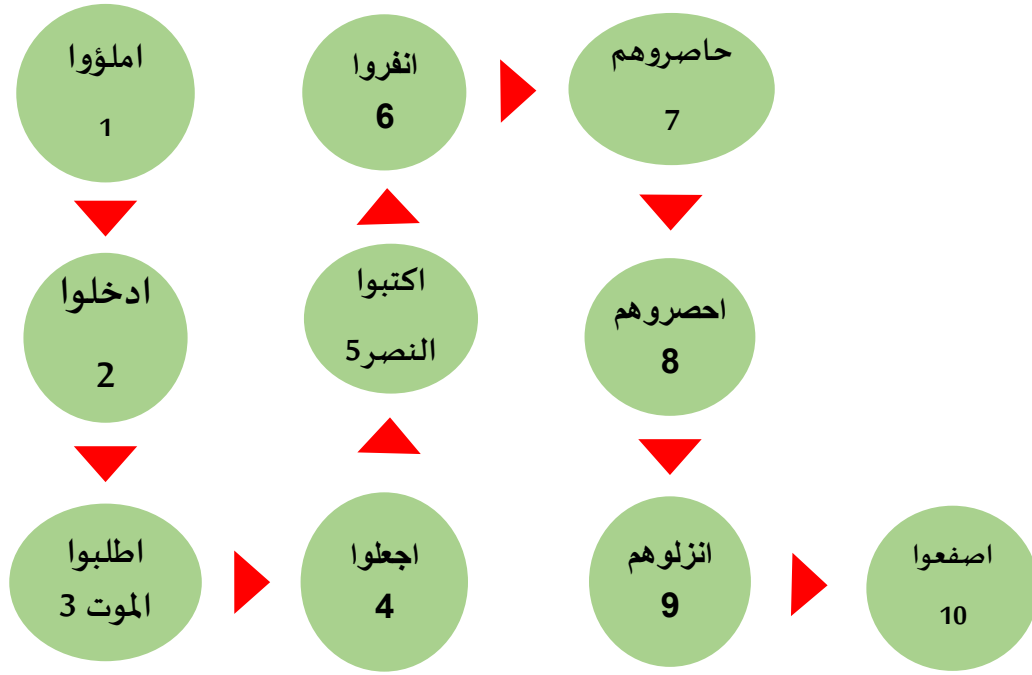 املؤوا
1
ادخلوا
2
اطلبوا
الموت 3
اجعلوا
4
اكتبوا
النصر5
انفروا
6
حاصروهم
7
احصروهم
8
انزلوهم
9
اصفعوا
10